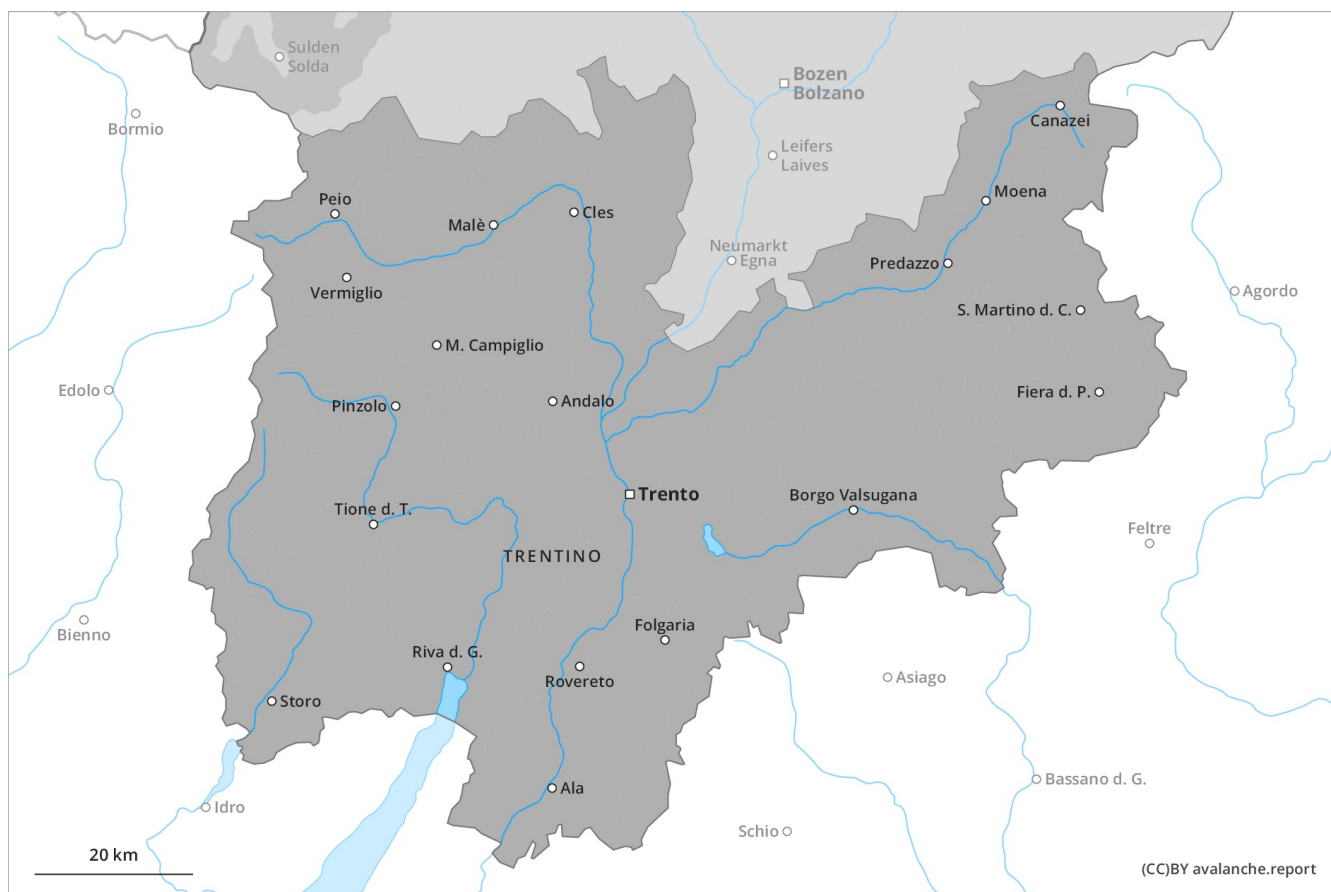 Sulden
Solda
Bozen
Bolzano
Bormio
Canazei
Leifers
Laives
Peio
Moena
Malè
Cles
Neumarkt
Egna
Predazzo
Vermiglio
Agordo
S. Martino d. C.
M. Campiglio
Edolo
Fiera d. P.
Pinzolo
Andalo
Trento
Borgo Valsugana
Tione d. T.
Feltre
TRENTINO
Bienno
Folgaria
Riva d. G.
Asiago
Rovereto
Storo
Bassano d. G.
Ala
Idro
Schio
20 km
(CC)BY avalanche.report